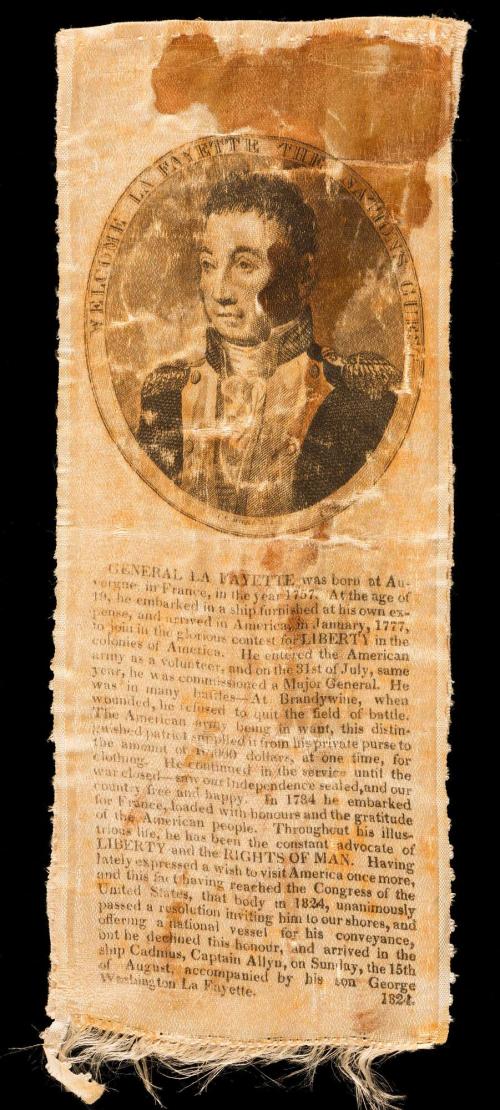 WELCOME LA FAYETTE THE NATION'S GUEST
GENERAL LA FAYETTE was born at Au-
vergne in France, in the year 1757. At the age of
19, he embarked in a ship furnished at his own ex-
pense, and arrived in America, in January, 1777,
to join in the glorious contest for LIBERTY in the
colonies of America. He entered the American
army as a volunteer, and on the 31st of July, same
year, he was commissioned a Major General. He
was in many battles—At Brandywine, when
wounded, he refused to quit the field of battle.
The American army being in want, this distin-
guished patriot supplied it from his private purse to
the amount of dollars, at one time, for
clothing. He continued in the service until the
war closed—saw our Independence sealed, and our
country free and happy. In 1784 he embarked
for France, loaded with honours and the gratitude
of the American people. Throughout his illus-
trious life, he has been the constant advocate of
LIBERTY and the RIGHTS OF MAN. Having
lately expressed a wish to visit America once more,
and this fact having reached the Congress of the
United States, that body in 1824, unanimously
passed a resolution inviting him to our shores, and
offering a national vessel for his conveyance,
but he declined this honour, and arrived in the
ship Cadmus, Captain Allyn, on Sunday, the 15th
of August, accompanied by his son George
Washington La Fayette. 1824.